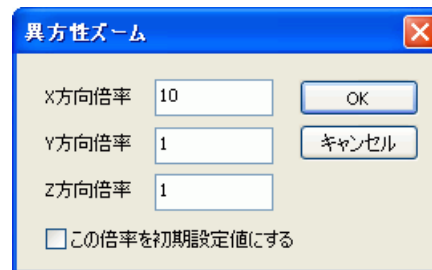 異方性ズーム
X方向倍率 10 OK
Y方向倍率 1 キャンセル
Z方向倍率 1
この倍率を初期設定値にする